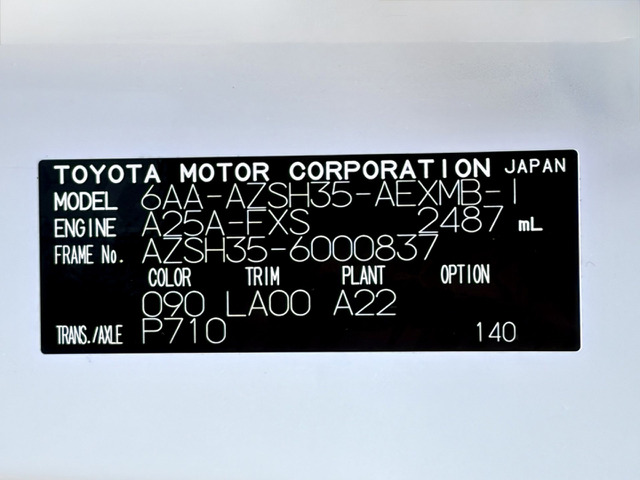 TOYOTA MOTOR CORPORATION JAPAN
MODEL 6AA-AZSH35-AEXMB-I
ENGINE A25A-FXS 2487 mL
FRAME No. AZSH35-6000837
COLOR TRIM PLANT OPTION
090 LA00 A22
TRANS./AXLE P710 140